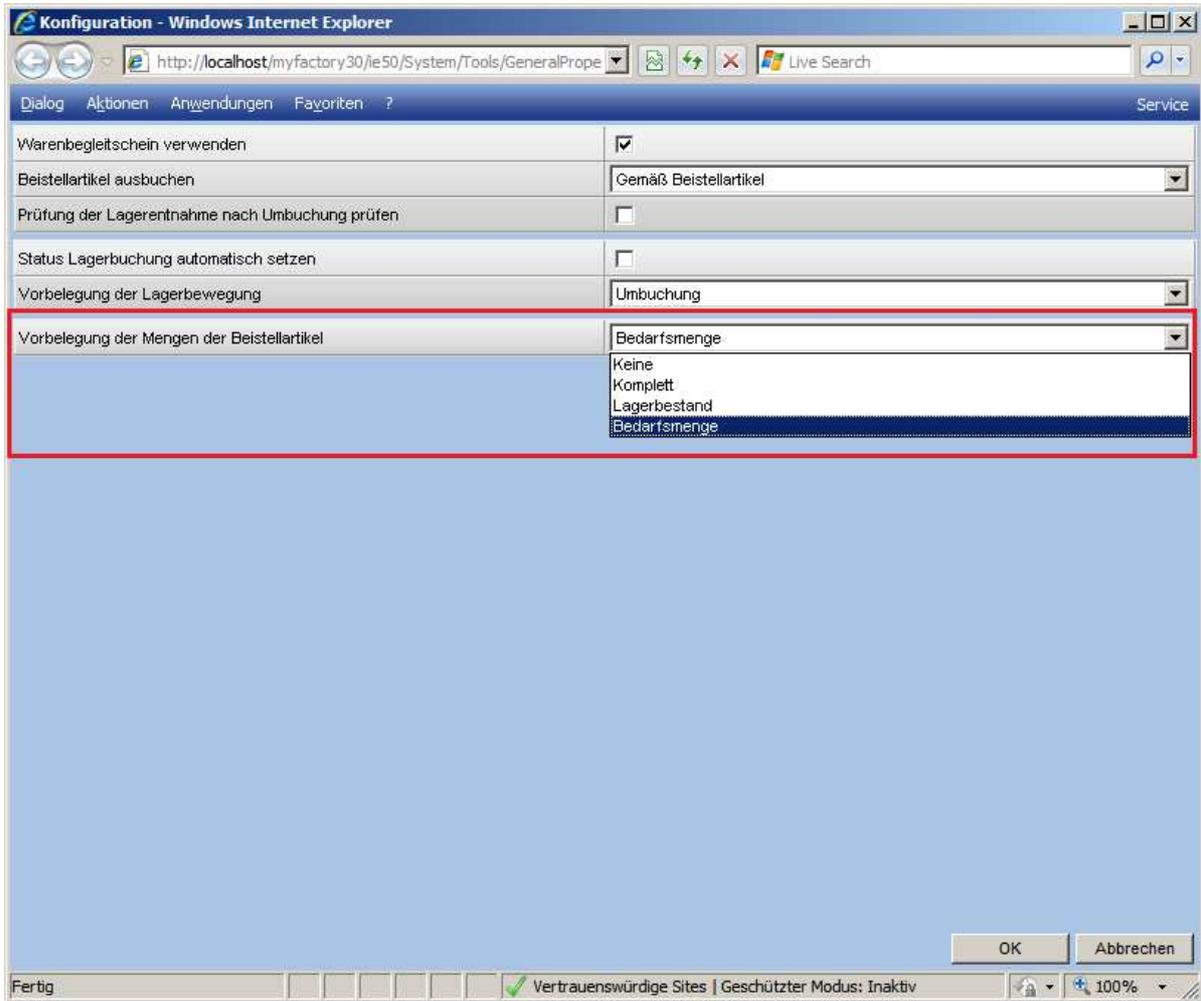 Konfiguration - Windows Internet Explorer
http://localhost/myfactory30/ie50/System/Tools/GeneralPrope
Live Search
Dialog Aktionen Anwendungen Favoriten ? Service
Warenbegleitschein verwenden
Beistellartikel ausbuchen Gemäß Beistellartikel
Prüfung der Lagerentnahme nach Umbuchung prüfen
Status Lagerbuchung automatisch setzen
Vorbelegung der Lagerbewegung Umbuchung
Vorbelegung der Mengen der Beistellartikel Bedarfsmenge
Keine
Komplett
Lagerbestand
Bedarfsmenge
OK Abbrechen
Fertig Vertrauenswürdige Sites | Geschützter Modus: Inaktiv 100%